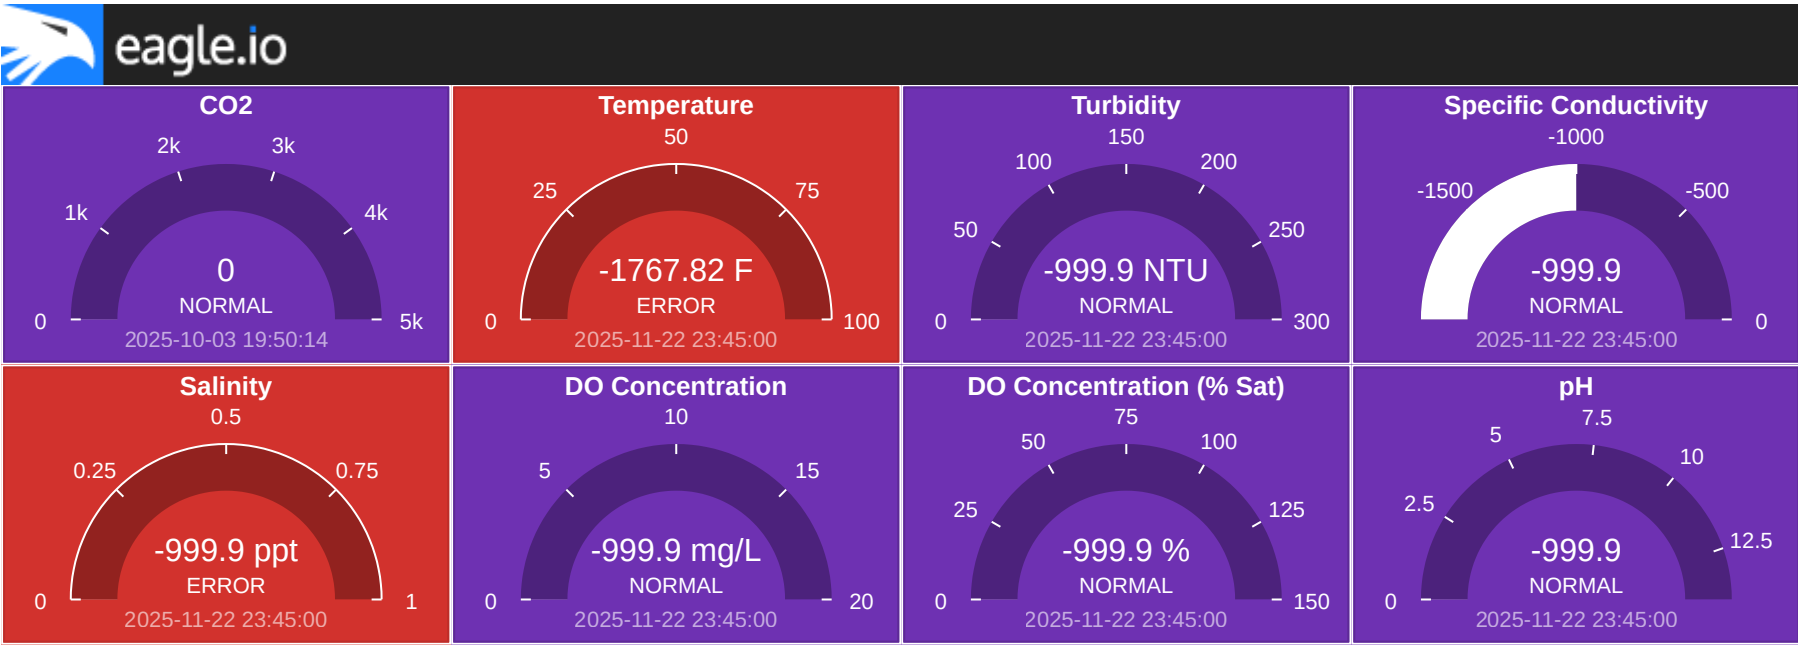 eagle.io
CO2
0
1k
2k
3k
4k
5k
0
NORMAL
2025-10-03 19:50:14
Temperature
0
25
50
75
100
-1767.82 F
ERROR
2025-11-22 23:45:00
Turbidity
0
50
100
150
200
250
300
-999.9 NTU
NORMAL
2025-11-22 23:45:00
Specific Conductivity
-1500
-1000
-500
0
-999.9
NORMAL
2025-11-22 23:45:00
Salinity
0
0.25
0.5
0.75
1
-999.9 ppt
ERROR
2025-11-22 23:45:00
DO Concentration
0
5
10
15
20
-999.9 mg/L
NORMAL
2025-11-22 23:45:00
DO Concentration (% Sat)
0
25
50
75
100
125
150
-999.9 %
NORMAL
2025-11-22 23:45:00
pH
0
2.5
5
7.5
10
12.5
-999.9
NORMAL
2025-11-22 23:45:00